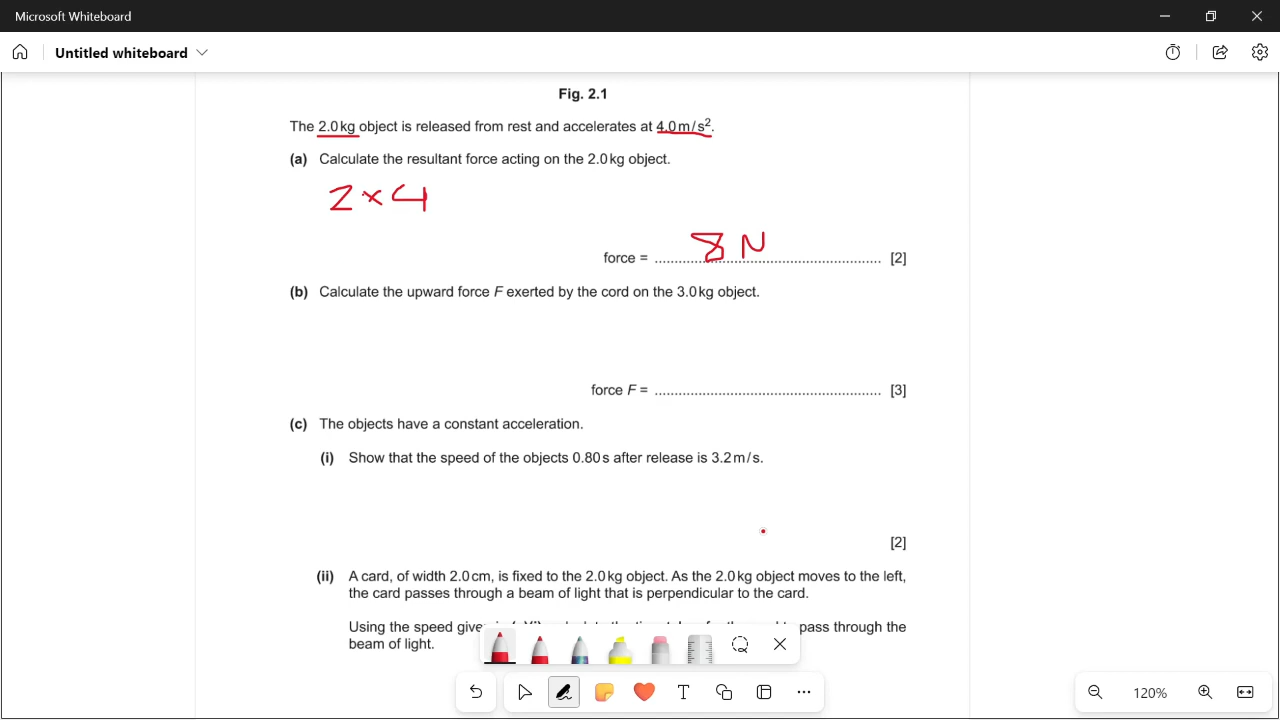 Microsoft Whiteboard
Untitled whiteboard
Fig. 2.1
The 2.0 kg object is released from rest and accelerates at 4.0 m/s².
(a) Calculate the resultant force acting on the 2.0 kg object.
2 × 4
8 N
force = ........................................................ [2]
(b) Calculate the upward force F exerted by the cord on the 3.0 kg object.
force F = ........................................................ [3]
(c) The objects have a constant acceleration.
(i) Show that the speed of the objects 0.80 s after release is 3.2 m/s.
[2]
(ii) A card, of width 2.0 cm, is fixed to the 2.0 kg object. As the 2.0 kg object moves to the left,
the card passes through a beam of light that is perpendicular to the card.
Using the speed given pass through the
beam of light.
T
120%